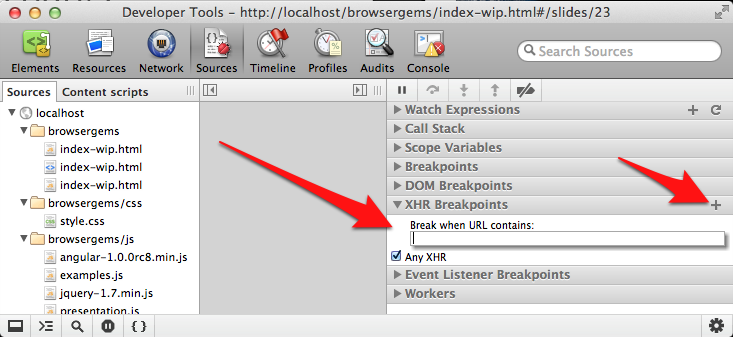 Developer Tools - http://localhost/browsergems/index-wip.html#/slides/23
Elements Resources Network Sources Timeline Profiles Audits Console
Search Sources
Sources Content scripts
localhost
browsergems
index-wip.html
index-wip.html
index-wip.html
browsergems/css
style.css
browsergems/js
angular-1.0.0rc8.min.js
examples.js
jquery-1.7.min.js
presentation.js
Watch Expressions
Call Stack
Scope Variables
Breakpoints
DOM Breakpoints
XHR Breakpoints
Break when URL contains:
Any XHR
Event Listener Breakpoints
Workers